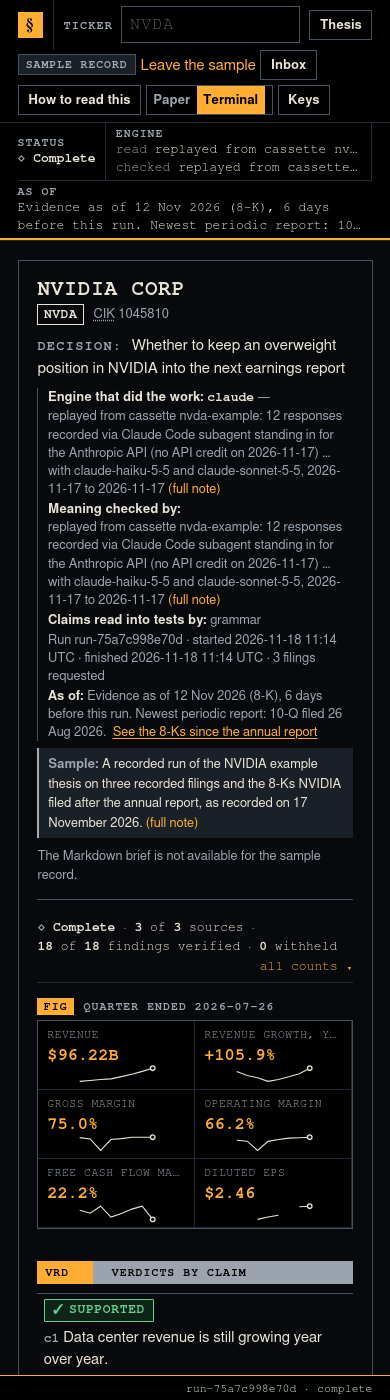 § TICKER NVDA Thesis
SAMPLE RECORD Leave the sample Inbox
How to read this Paper Terminal Keys
STATUS
◇ Complete
ENGINE
read replayed from cassette nv…
checked replayed from cassette…
AS OF
Evidence as of 12 Nov 2026 (8-K), 6 days
before this run. Newest periodic report: 10…
NVIDIA CORP
NVDA CIK 1045810
DECISION: Whether to keep an overweight
position in NVIDIA into the next earnings report
Engine that did the work: claude —
replayed from cassette nvda-example: 12 responses
recorded via Claude Code subagent standing in for
the Anthropic API (no API credit on 2026-11-17) …
with claude-haiku-5-5 and claude-sonnet-5-5, 2026-
11-17 to 2026-11-17 (full note)
Meaning checked by:
replayed from cassette nvda-example: 12 responses
recorded via Claude Code subagent standing in for
the Anthropic API (no API credit on 2026-11-17) …
with claude-haiku-5-5 and claude-sonnet-5-5, 2026-
11-17 to 2026-11-17 (full note)
Claims read into tests by: grammar
Run run-75a7c998e70d · started 2026-11-18 11:14
UTC · finished 2026-11-18 11:14 UTC · 3 filings
requested
As of: Evidence as of 12 Nov 2026 (8-K), 6 days
before this run. Newest periodic report: 10-Q filed 26
Aug 2026. See the 8-Ks since the annual report
Sample: A recorded run of the NVIDIA example
thesis on three recorded filings and the 8-Ks NVIDIA
filed after the annual report, as recorded on 17
November 2026. (full note)
The Markdown brief is not available for the sample
record.
◇ Complete · 3 of 3 sources ·
18 of 18 findings verified · 0 withheld
all counts ▾
FIG QUARTER ENDED 2026-07-26
REVENUE
$96.22B
REVENUE GROWTH, Y…
+105.9%
GROSS MARGIN
75.0%
OPERATING MARGIN
66.2%
FREE CASH FLOW MA…
22.2%
DILUTED EPS
$2.46
VRD VERDICTS BY CLAIM
✓ SUPPORTED
c1 Data center revenue is still growing year
over year.
run-75a7c998e70d · complete